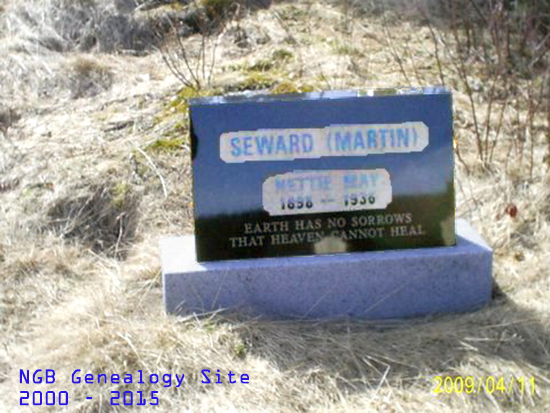 SEWARD (MARTIN)
NETTIE MAY
1898 - 1936
EARTH HAS NO SORROWS
THAT HEAVEN CANNOT HEAL
NGB Genealogy Site
2000 - 2015
2009/04/11